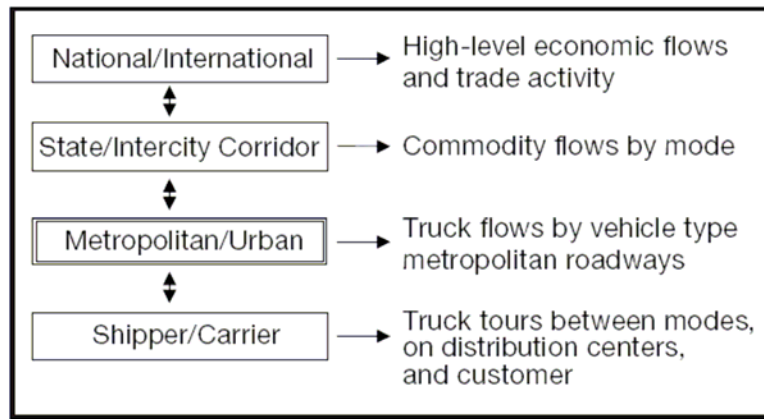 National/International
High-level economic flows
and trade activity
State/Intercity Corridor
Commodity flows by mode
Metropolitan/Urban
Truck flows by vehicle type
metropolitan roadways
Shipper/Carrier
Truck tours between modes,
on distribution centers,
and customer